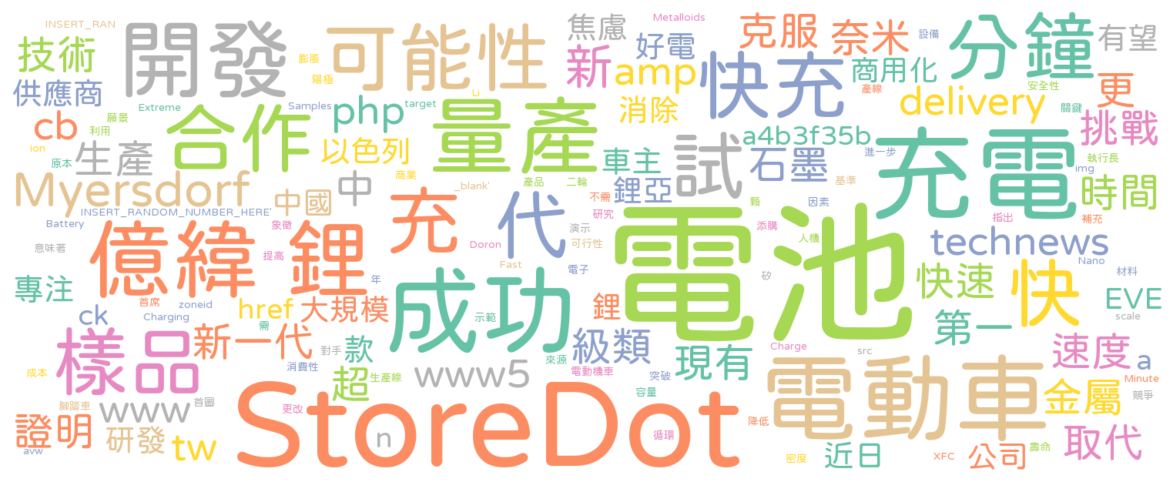 INSERT_RAN
Metalloids
焦慮
克服
奈米
設備
分鐘
有望
技術
開發
可能性
膨脹
新
好電
陽極
amp
快充
商用化
產線
安全性
供應商
Extreme
Samples
php
target
Li
消除
delivery
更
關鍵
cb
願景
利用
合作
量產
a4b3f35b
挑戰
ion
原本
生產
以色列
商業
車主
試
石墨
進一步
充電
執行長
img
Myersdorf
中國
中
_blank'
產品
二輪
鋰亞
基準
時間
INSERT_RANDOM_NUMBER_HERE'
Battery
象徵
充
代
不需
研究
顆
因素
指出
補充
意味著
億緯
鋰
提高
Doron
演示
可行性
電池
添購
人機
technews
Nano
專注
年
Fast
電子
矽
快速
快
材料
首席
zoneid
href
大規模
成功
鋰
EVE
ck
Charging
需
示範
第一
scale
樣品
新一代
對手
款
來源
級類
現有
Charge
src
速度
a
成本
消費性
超
生產線
www5
電動機車
突破
容量
電動車
Minute
金屬
競爭
腳踏車
www
首圖
更改
StoreDot
降低
證明
研發
tw
n
循環
取代
avw
密度
近日
XFC
公司
壽命